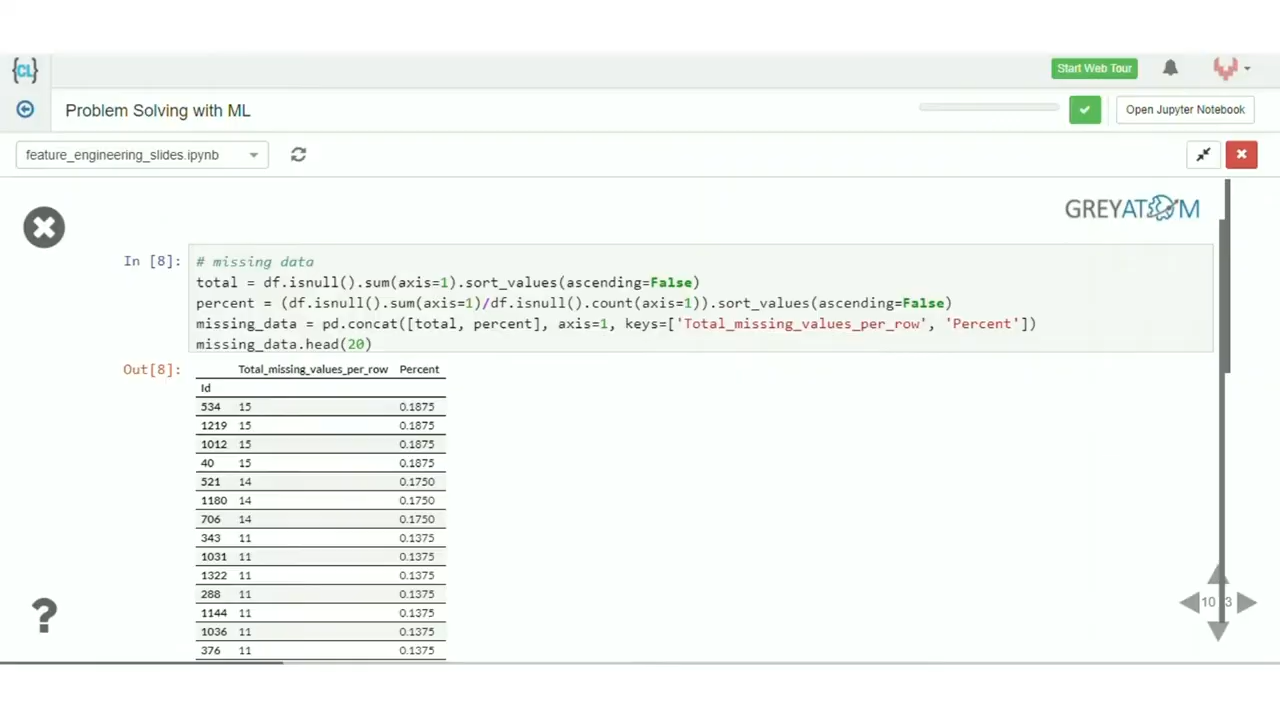 {CL}
Start Web Tour
Problem Solving with ML
Open Jupyter Notebook
feature_engineering_slides.ipynb
GREYATOM
In [8]:
# missing data
total = df.isnull().sum(axis=1).sort_values(ascending=False)
percent = (df.isnull().sum(axis=1)/df.isnull().count(axis=1)).sort_values(ascending=False)
missing_data = pd.concat([total, percent], axis=1, keys=['Total_missing_values_per_row', 'Percent'])
missing_data.head(20)
Out[8]:
Total_missing_values_per_row Percent
Id
534 15 0.1875
1219 15 0.1875
1012 15 0.1875
40 15 0.1875
521 14 0.1750
1180 14 0.1750
706 14 0.1750
343 11 0.1375
1031 11 0.1375
1322 11 0.1375
288 11 0.1375
1144 11 0.1375
1036 11 0.1375
376 11 0.1375
?
10 3